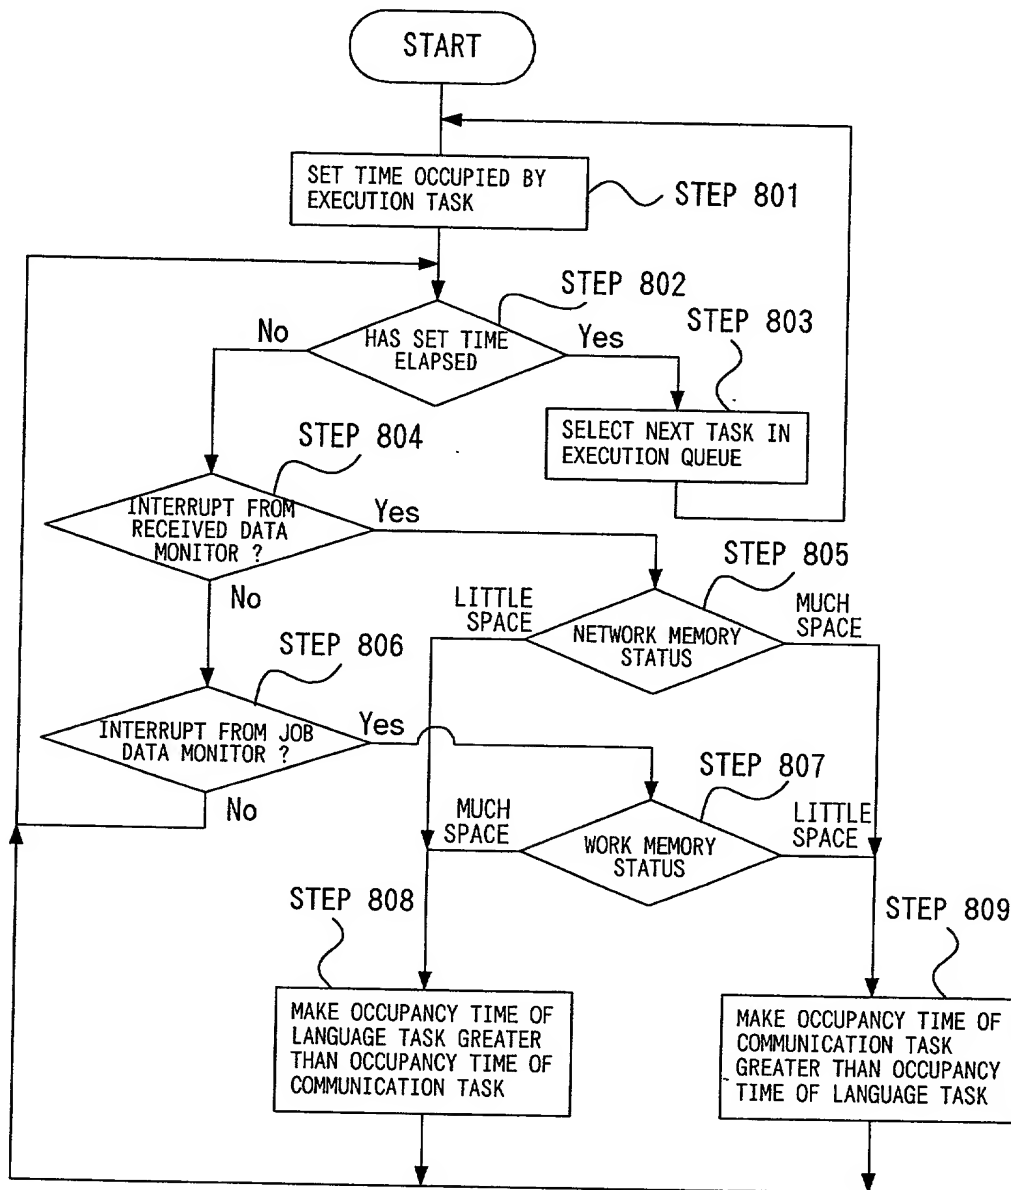 START
SET TIME OCCUPIED BY
EXECUTION TASK
STEP 801
STEP 802
HAS SET TIME
ELAPSED
No
Yes
STEP 803
SELECT NEXT TASK IN
EXECUTION QUEUE
STEP 804
INTERRUPT FROM
RECEIVED DATA
MONITOR ?
Yes
No
STEP 805
LITTLE
SPACE
NETWORK MEMORY
STATUS
MUCH
SPACE
STEP 806
INTERRUPT FROM JOB
DATA MONITOR ?
Yes
No
STEP 807
MUCH
SPACE
WORK MEMORY
STATUS
LITTLE
SPACE
STEP 808
MAKE OCCUPANCY TIME OF
LANGUAGE TASK GREATER
THAN OCCUPANCY TIME OF
COMMUNICATION TASK
STEP 809
MAKE OCCUPANCY TIME OF
COMMUNICATION TASK
GREATER THAN OCCUPANCY
TIME OF LANGUAGE TASK